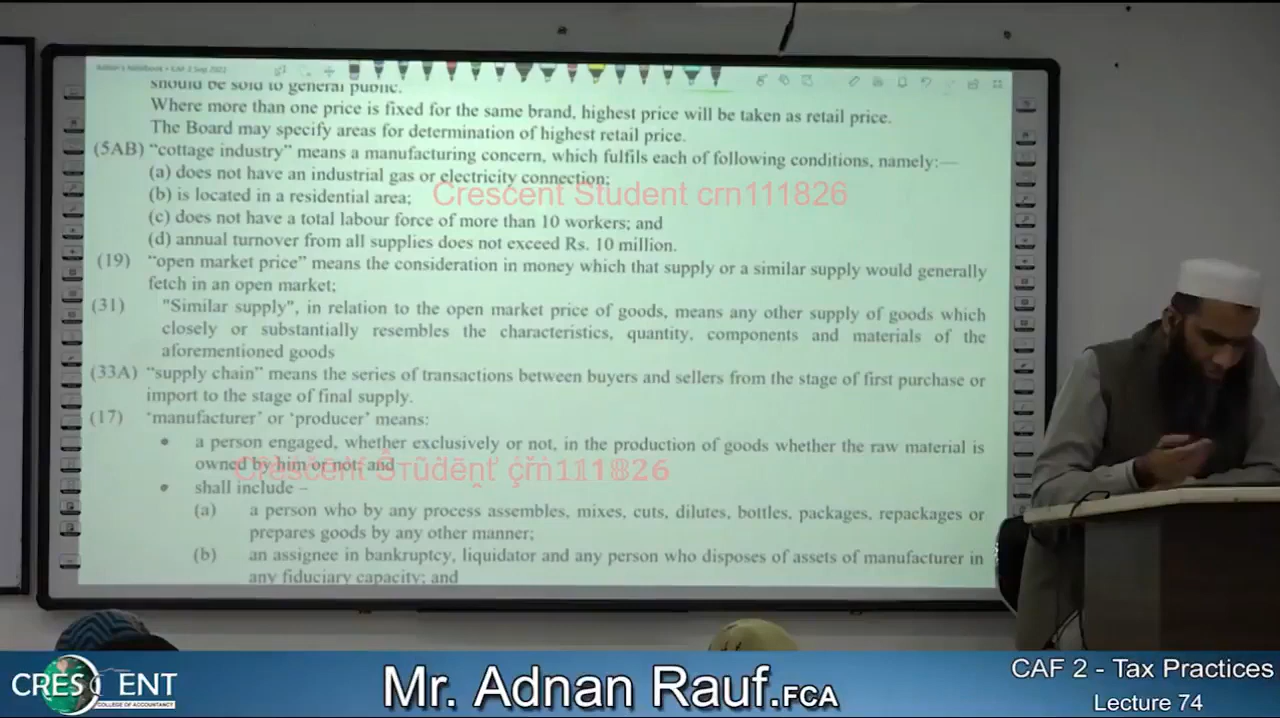 Adnan's Notebook • CAF 2 Sep 2021
should be sold to general public.
Where more than one price is fixed for the same brand, highest price will be taken as retail price.
The Board may specify areas for determination of highest retail price.
(5AB) “cottage industry” means a manufacturing concern, which fulfils each of following conditions, namely:—
(a) does not have an industrial gas or electricity connection;
(b) is located in a residential area;
Crescent Student crn111826
(c) does not have a total labour force of more than 10 workers; and
(d) annual turnover from all supplies does not exceed Rs. 10 million.
(19) “open market price” means the consideration in money which that supply or a similar supply would generally
fetch in an open market;
(31) "Similar supply", in relation to the open market price of goods, means any other supply of goods which
closely or substantially resembles the characteristics, quantity, components and materials of the
aforementioned goods
(33A) “supply chain” means the series of transactions between buyers and sellers from the stage of first purchase or
import to the stage of final supply.
(17) ‘manufacturer’ or ‘producer’ means:
• a person engaged, whether exclusively or not, in the production of goods whether the raw material is
owned by him or not; and
• shall include –
(a) a person who by any process assembles, mixes, cuts, dilutes, bottles, packages, repackages or
prepares goods by any other manner;
(b) an assignee in bankruptcy, liquidator and any person who disposes of assets of manufacturer in
any fiduciary capacity; and
CRESCENT
COLLEGE OF ACCOUNTANCY
Mr. Adnan Rauf.FCA
CAF 2 - Tax Practices
Lecture 74